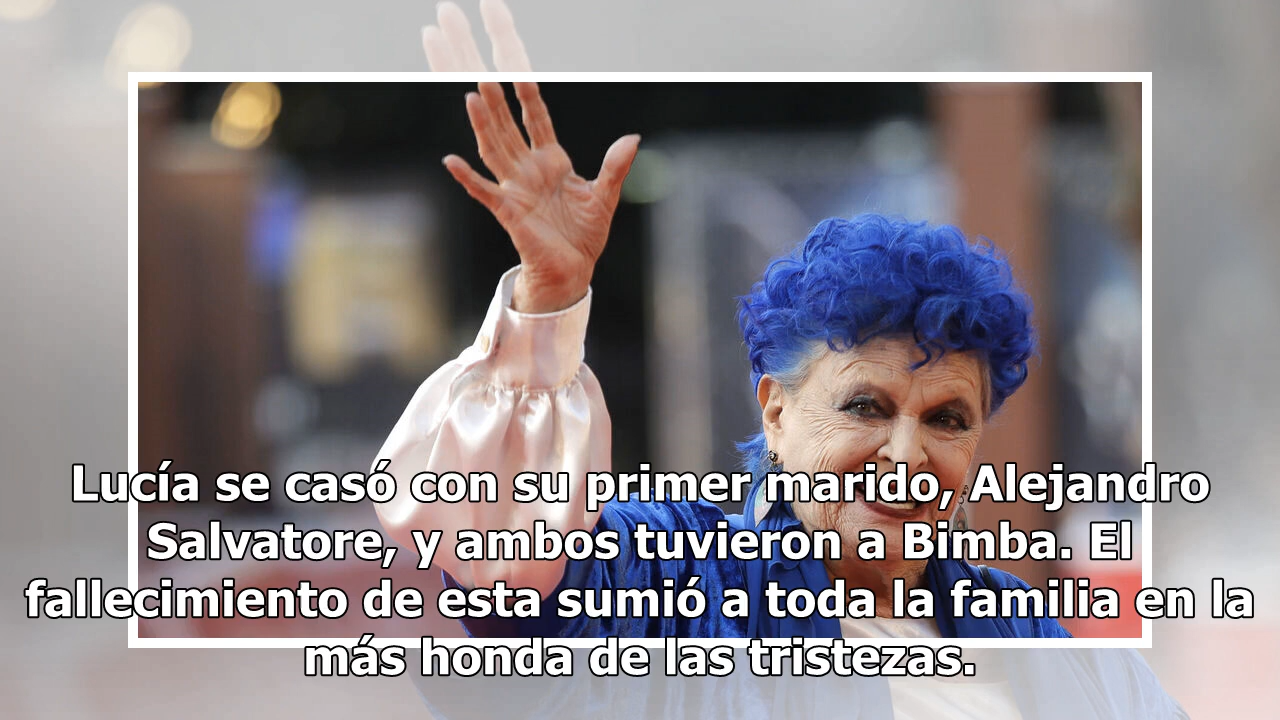 Lucía se casó con su primer marido, Alejandro
Salvatore, y ambos tuvieron a Bimba. El
fallecimiento de esta sumió a toda la familia en la
más honda de las tristezas.